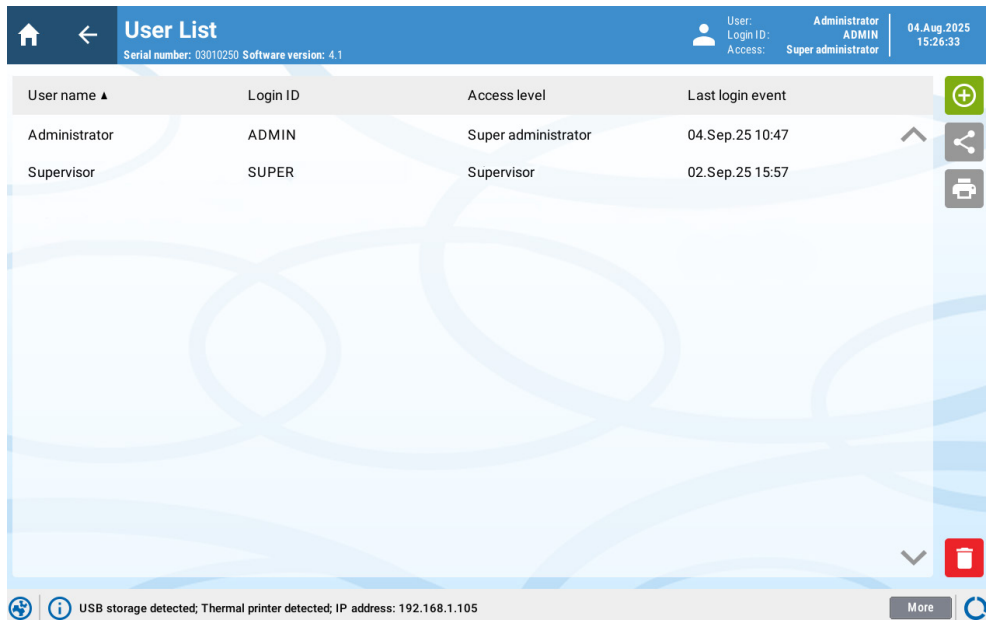 User List
Serial number: 03010250 Software version: 4.1
User: Administrator
Login ID: ADMIN
Access: Super administrator
04.Aug.2025
15:26:33
User name ▲ Login ID Access level Last login event
Administrator ADMIN Super administrator 04.Sep.25 10:47
Supervisor SUPER Supervisor 02.Sep.25 15:57
USB storage detected; Thermal printer detected; IP address: 192.168.1.105
More